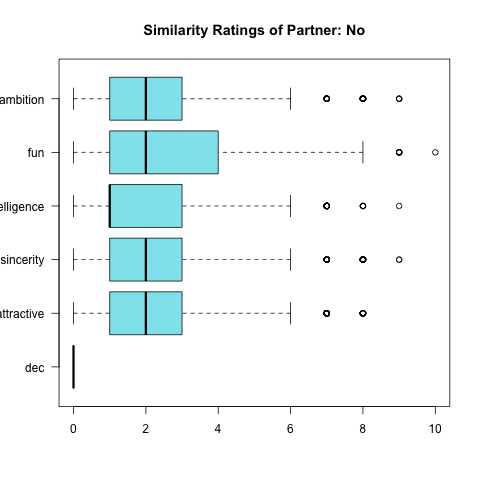 Similarity Ratings of Partner: No
ambition
fun
elligence
sincerity
attractive
dec
0 2 4 6 8 10